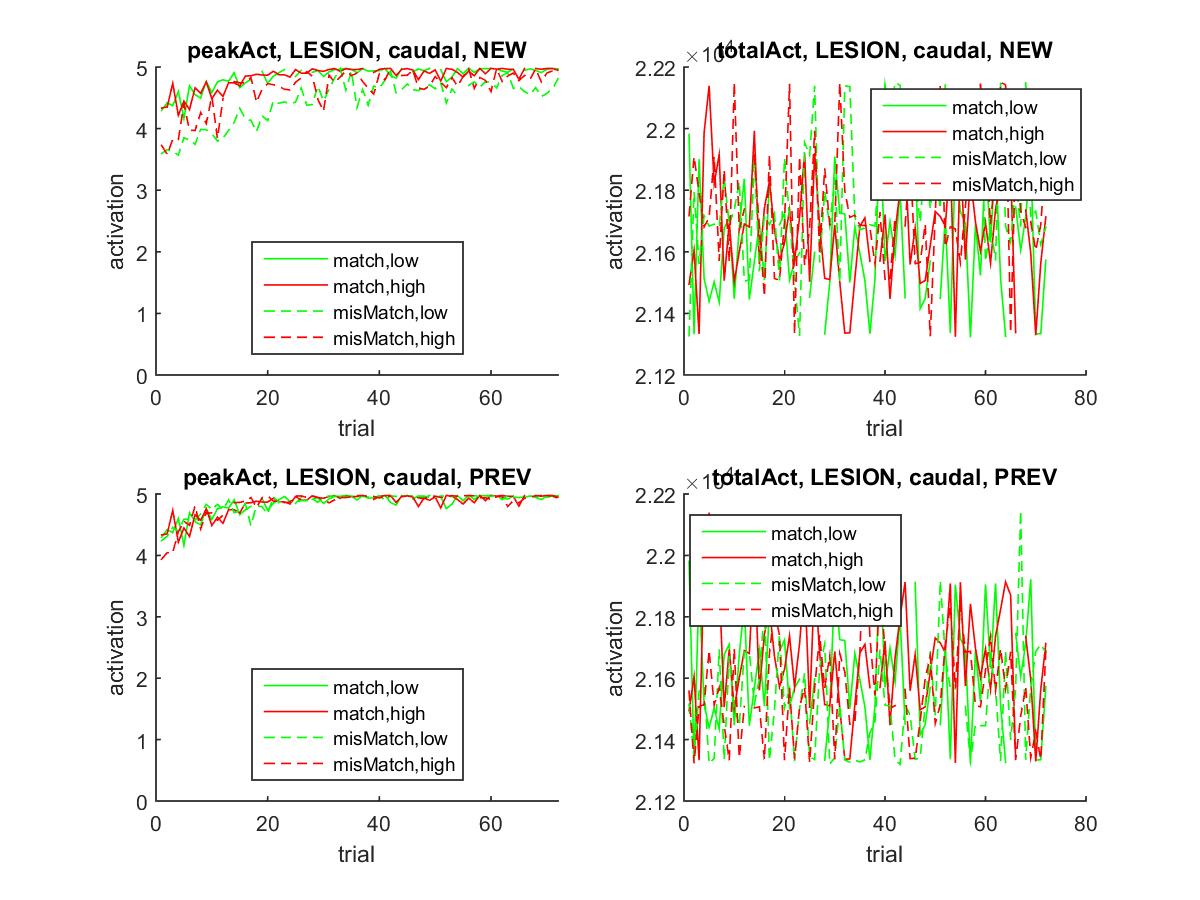 peakAct, LESION, caudal, NEW
5
4
3
2
1
0
activation
match,low
match,high
misMatch,low
misMatch,high
0 20 40 60
trial
×10^4
totalAct, LESION, caudal, NEW
2.22
2.2
2.18
2.16
2.14
2.12
activation
match,low
match,high
misMatch,low
misMatch,high
0 20 40 60 80
trial
peakAct, LESION, caudal, PREV
5
4
3
2
1
0
activation
match,low
match,high
misMatch,low
misMatch,high
0 20 40 60
trial
×10^4
totalAct, LESION, caudal, PREV
2.22
2.2
2.18
2.16
2.14
2.12
activation
match,low
match,high
misMatch,low
misMatch,high
0 20 40 60 80
trial